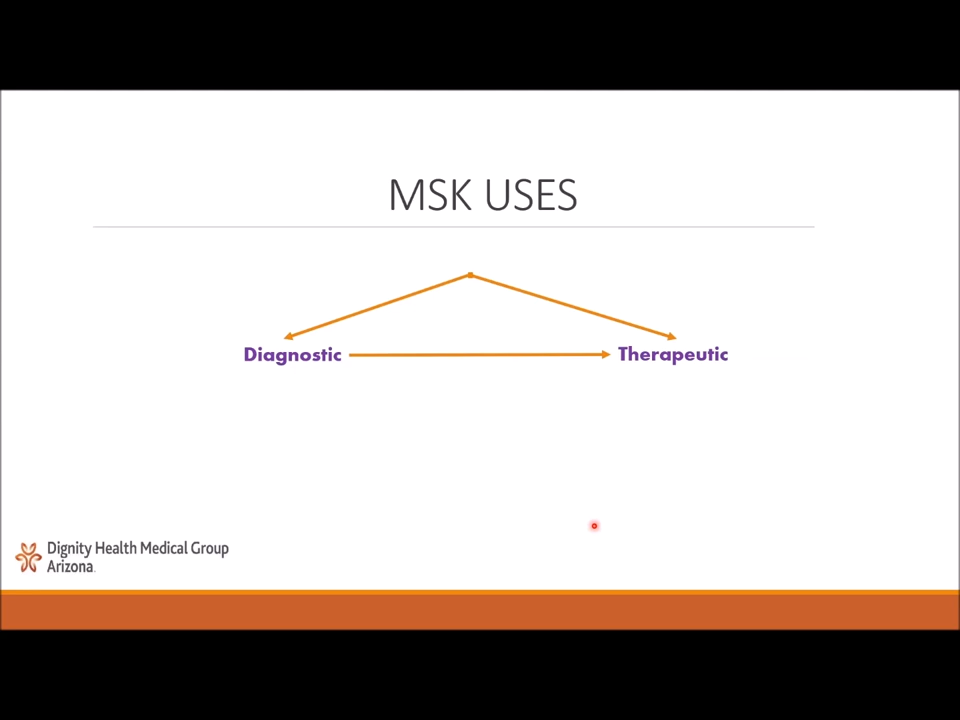 MSK USES
Diagnostic
Therapeutic
Dignity Health Medical Group
Arizona.